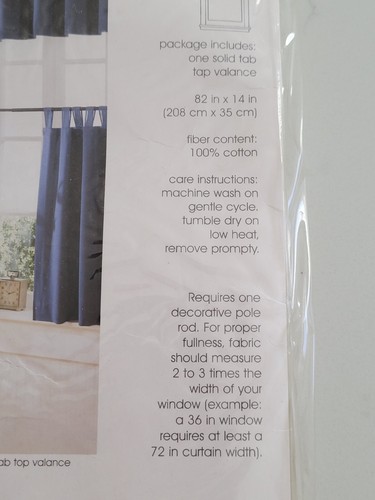 package includes:
one solid tab
tap valance
82 in x 14 in
(208 cm x 35 cm)
fiber content:
100% cotton
care instructions:
machine wash on
gentle cycle.
tumble dry on
low heat,
remove prompty.
Requires one
decorative pole
rod. For proper
fullness, fabric
should measure
2 to 3 times the
width of your
window (example:
a 36 in window
requires at least a
72 in curtain width).
ab top valance